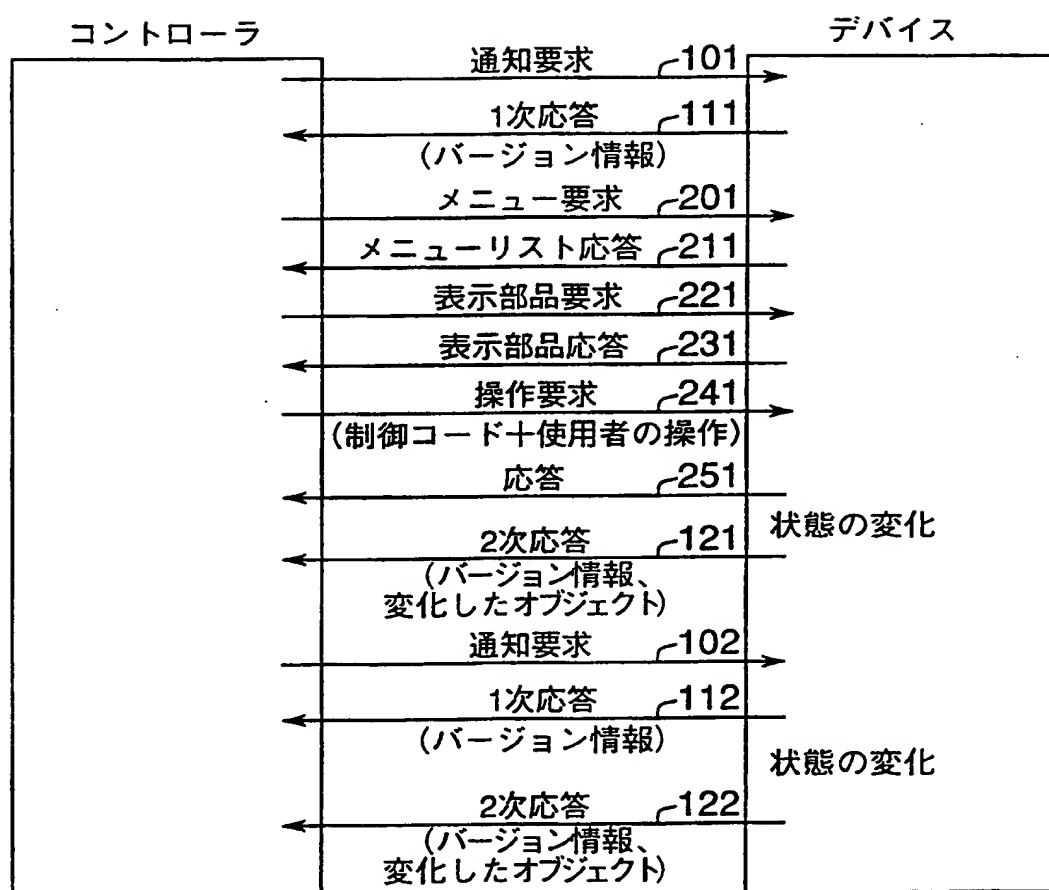 コントローラ
デバイス
通知要求 101
1次応答 111
(バージョン情報)
メニュー要求 201
メニューリスト応答 211
表示部品要求 221
表示部品応答 231
操作要求 241
(制御コード+使用者の操作)
応答 251
状態の変化
2次応答 121
(バージョン情報、
変化したオブジェクト)
通知要求 102
1次応答 112
(バージョン情報)
状態の変化
2次応答 122
(バージョン情報、
変化したオブジェクト)